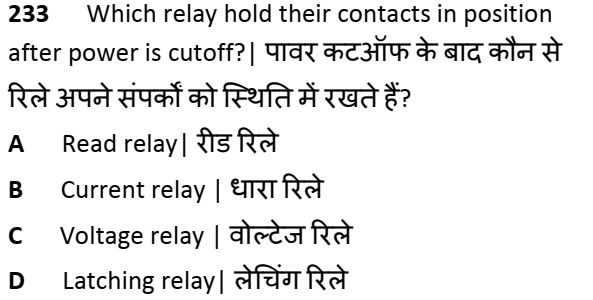 233 Which relay hold their contacts in position
after power is cutoff?| पावर कटऑफ के बाद कौन से
रिले अपने संपर्कों को स्थिति में रखते हैं?
A Read relay| रीड रिले
B Current relay | धारा रिले
C Voltage relay | वोल्टेज रिले
D Latching relay| लेचिंग रिले